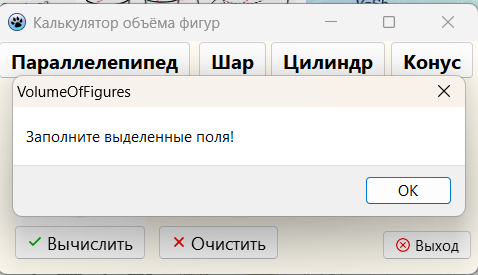 Калькулятор объёма фигур
Параллелепипед Шар Цилиндр Конус
VolumeOfFigures
Заполните выделенные поля!
OK
Вычислить Очистить Выход